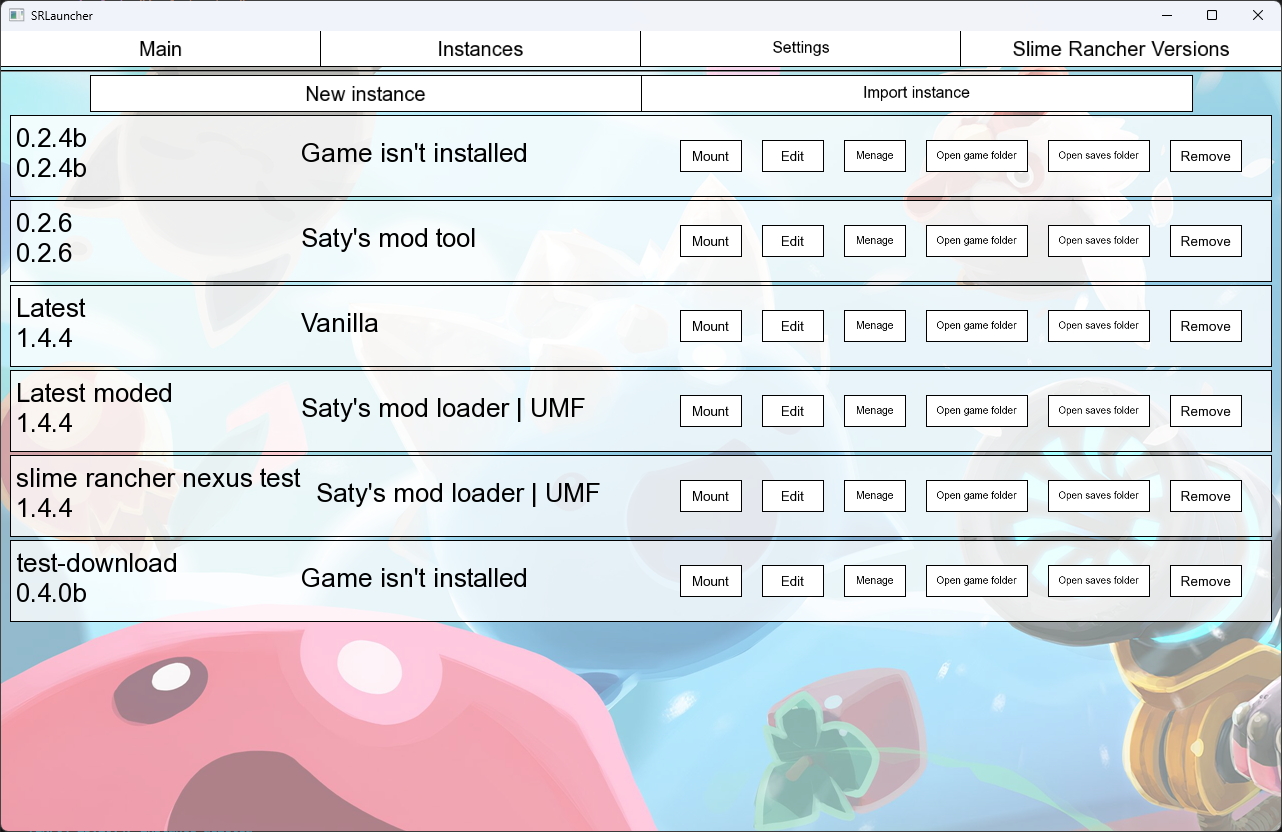 SRLauncher
Main Instances Settings Slime Rancher Versions
New instance Import instance
0.2.4b
0.2.4b
Game isn't installed Mount Edit Menage Open game folder Open saves folder Remove
0.2.6
0.2.6
Saty's mod tool Mount Edit Menage Open game folder Open saves folder Remove
Latest
1.4.4
Vanilla Mount Edit Menage Open game folder Open saves folder Remove
Latest moded
1.4.4
Saty's mod loader | UMF Mount Edit Menage Open game folder Open saves folder Remove
slime rancher nexus test
1.4.4
Saty's mod loader | UMF Mount Edit Menage Open game folder Open saves folder Remove
test-download
0.4.0b
Game isn't installed Mount Edit Menage Open game folder Open saves folder Remove